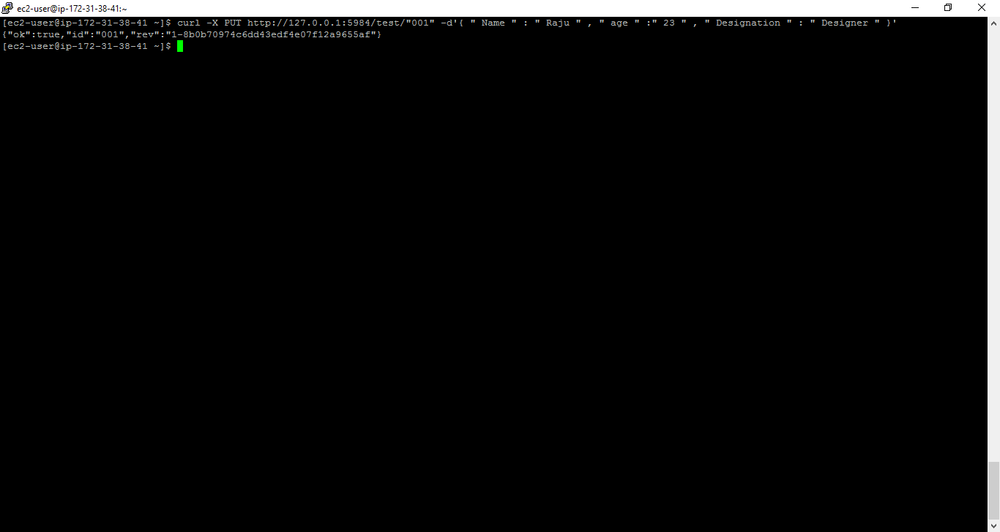 ec2-user@ip-172-31-38-41:~
[ec2-user@ip-172-31-38-41 ~]$ curl -X PUT http://127.0.0.1:5984/test/"001" -d'{ " Name " : " Raju " , " age " :" 23 " , " Designation " : " Designer " }'
{"ok":true,"id":"001","rev":"1-8b0b70974c6dd43edf4e07f12a9655af"}
[ec2-user@ip-172-31-38-41 ~]$